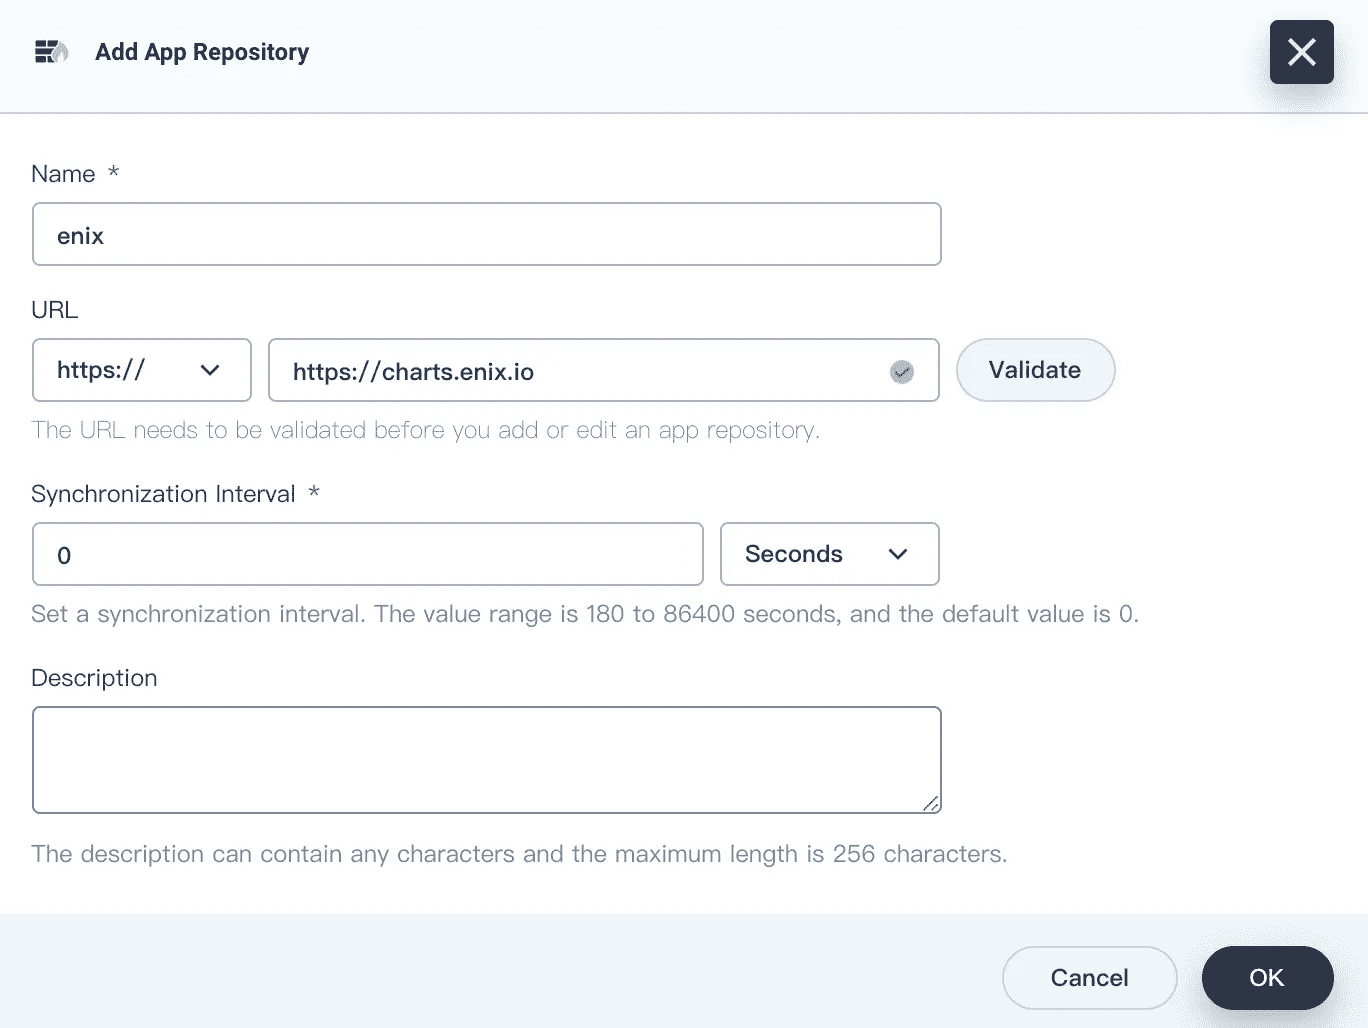 Add App Repository
Name *
enix
URL
https://
https://charts.enix.io
Validate
The URL needs to be validated before you add or edit an app repository.
Synchronization Interval *
0
Seconds
Set a synchronization interval. The value range is 180 to 86400 seconds, and the default value is 0.
Description
The description can contain any characters and the maximum length is 256 characters.
Cancel
OK